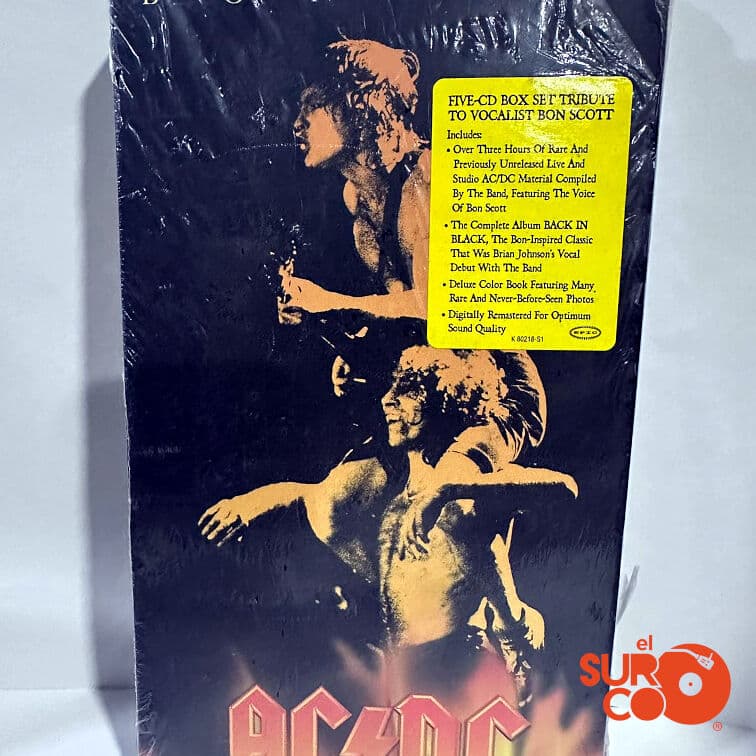 FIVE-CD BOX SET TRIBUTE
TO VOCALIST BON SCOTT
Includes:
• Over Three Hours Of Rare And
Previously Unreleased Live And
Studio AC/DC Material Compiled
By The Band, Featuring The Voice
Of Bon Scott
• The Complete Album BACK IN
BLACK, The Bon-Inspired Classic
That Was Brian Johnson's Vocal
Debut With The Band
• Deluxe Color Book Featuring Many
Rare And Never-Before-Seen Photos
• Digitally Remastered For Optimum
Sound Quality
EPIC
K 80218-S1
AC/DC
el
SUR
CO
®